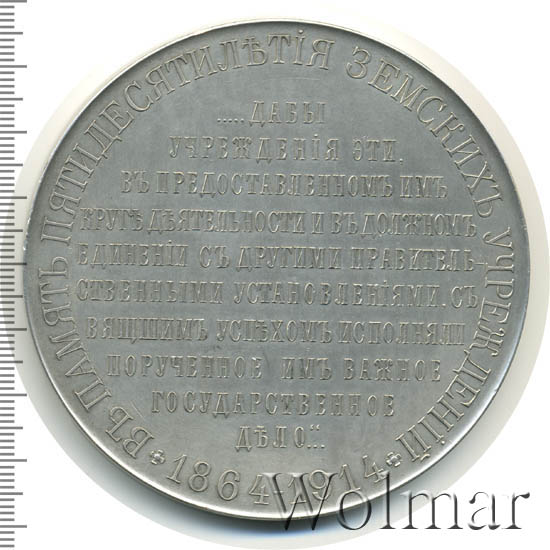 ВЪ ПАМЯТЬ ПЯТИДЕСЯТИЛѢТІЯ ЗЕМСКИХЪ УЧРЕЖДЕНІЙ
.....ДАБЫ
УЧРЕЖДЕНІЯ ЭТИ,
ВЪ ПРЕДОСТАВЛЕННОМЪ ИМЪ
КРУГѢ ДѢЯТЕЛЬНОСТИ И ВЪ ДОЛЖНОМЪ
ЕДИНЕНІИ СЪ ДРУГИМИ ПРАВИТЕЛЬ-
СТВЕННЫМИ УСТАНОВЛЕНІЯМИ, СЪ
ВЯЩШИМЪ УСПѢХОМЪ ИСПОЛНЯЛИ
ПОРУЧЕННОЕ ИМЪ ВАЖНОЕ
ГОСУДАРСТВЕННОЕ
ДѢЛО...
1864-1914
Wolmar